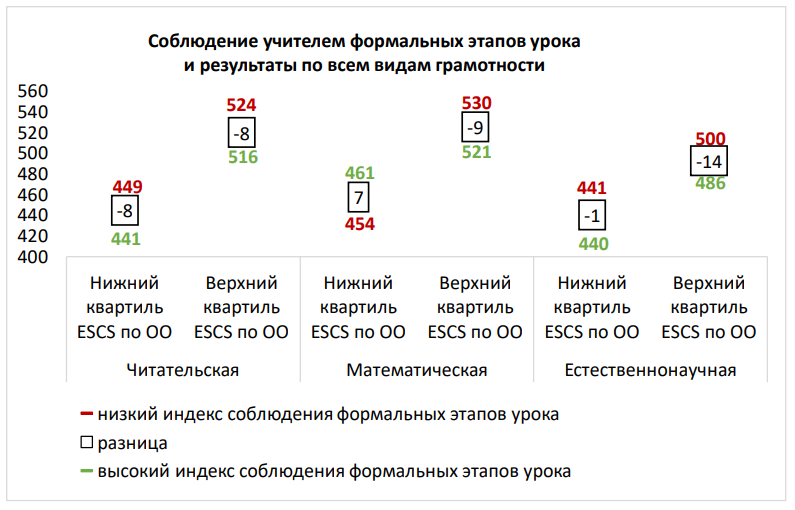 Соблюдение учителем формальных этапов урока
и результаты по всем видам грамотности
560
540
520
500
480
460
440
420
400
449
-8
441
524
-8
516
461
7
454
530
-9
521
441
-1
440
500
-14
486
Нижний квартиль ESCS по ОО
Верхний квартиль ESCS по ОО
Нижний квартиль ESCS по ОО
Верхний квартиль ESCS по ОО
Нижний квартиль ESCS по ОО
Верхний квартиль ESCS по ОО
Читательская
Математическая
Естественнонаучная
низкий индекс соблюдения формальных этапов урока
разница
высокий индекс соблюдения формальных этапов урока